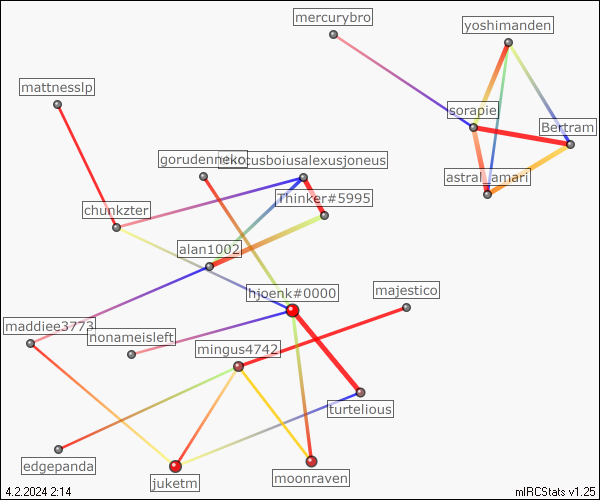 mercurybro
yoshimanden
mattnesslp
sorapie
Bertram
gorudenneko
astral_amari
Thinker#5995
chunkzter
alan1002
hjoenk#0000
majestico
maddiee3773
nonameisleft
mingus4742
turtelious
edgepanda
juketm
moonraven
4.2.2024 2:14
mIRCStats v1.25